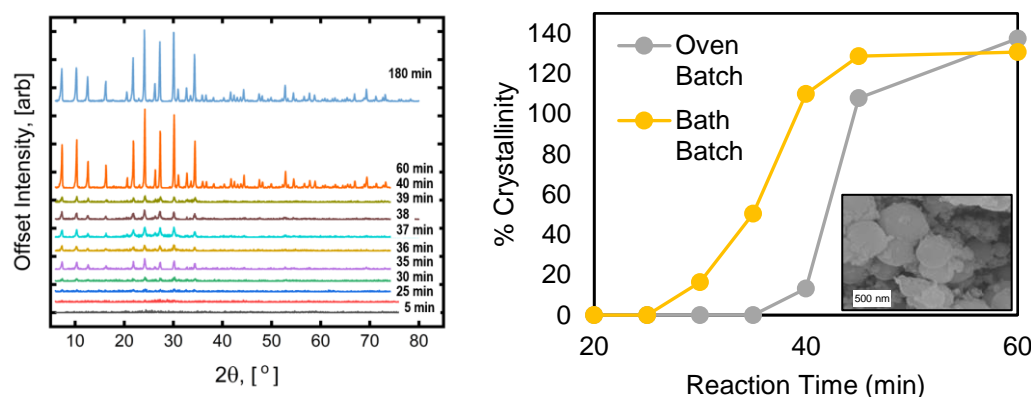 180 min
60 min
40 min
39 min
38
37 min
36 min
35 min
30 min
25 min
5 min
Offset Intensity, [arb]
10 20 30 40 50 60 70 80
2θ, [°]
140
120
100
80
60
40
20
0
% Crystallinity
Oven
Batch
Bath
Batch
500 nm
20 40 60
Reaction Time (min)